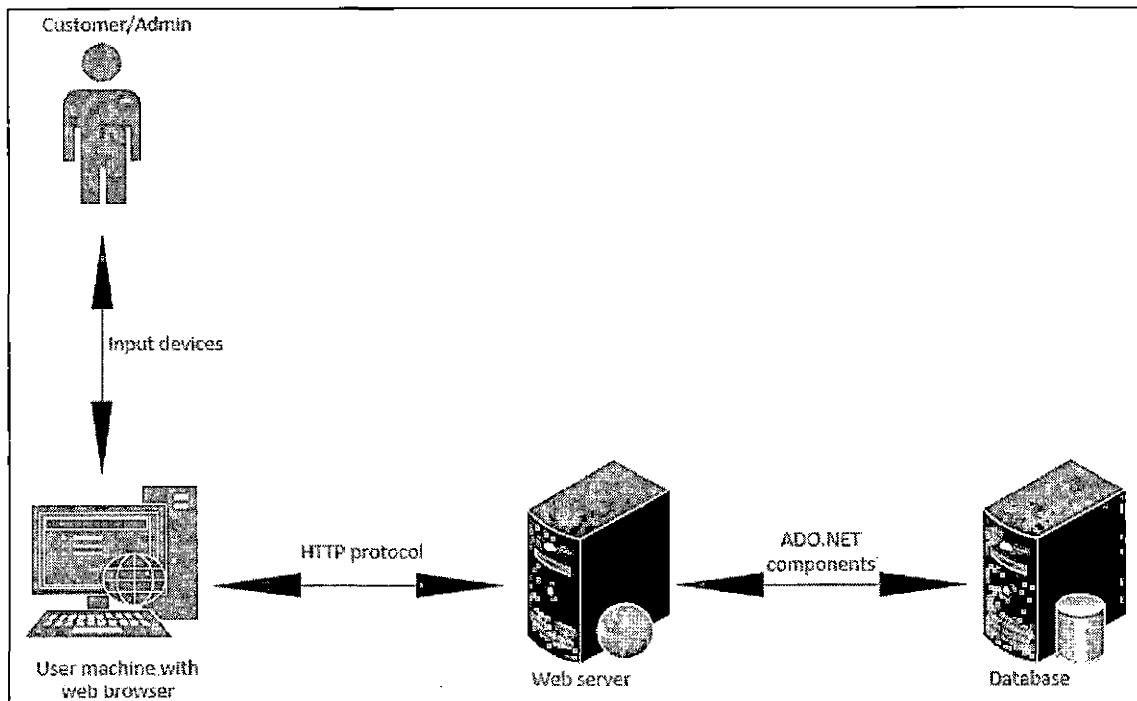 Customer/Admin
Input devices
HTTP protocol
ADO.NET
components
User machine with
web browser
Web server
Database